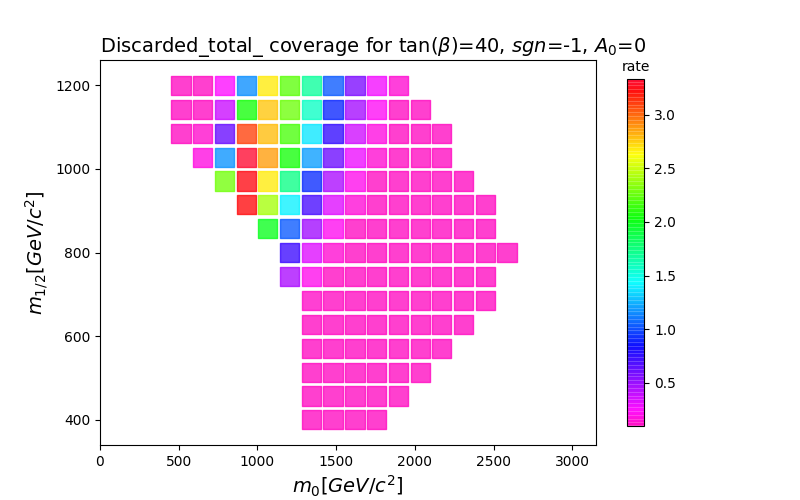 Discarded_total_ coverage for tan(β)=40, sgn=-1, A₀=0
rate
1200
1000
800
600
400
m₁/₂[GeV/c²]
3.0
2.5
2.0
1.5
1.0
0.5
0 500 1000 1500 2000 2500 3000
m₀[GeV/c²]